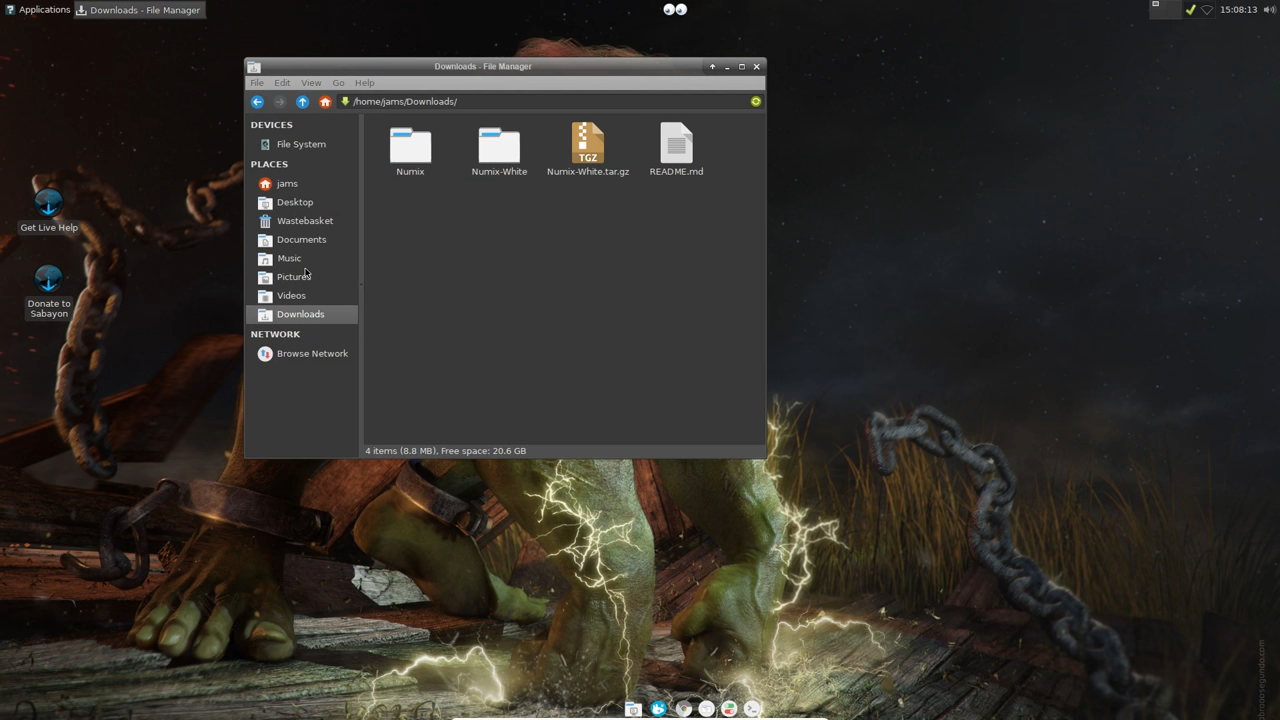 Applications
Downloads - File Manager
15:08:13
Downloads - File Manager
File Edit View Go Help
/home/jams/Downloads/
DEVICES
File System
PLACES
jams
Desktop
Wastebasket
Documents
Music
Pictures
Videos
Downloads
NETWORK
Browse Network
Numix
Numix-White
TGZ
Numix-White.tar.gz
README.md
4 items (8.8 MB), Free space: 20.6 GB
Get Live Help
Donate to
Sabayon